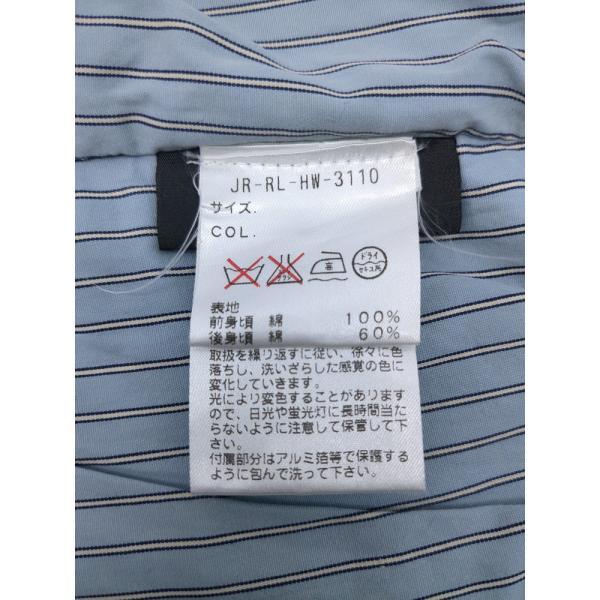 JR-RL-HW-3110
サイズ.
COL.
エンソ サラシ
高
ドライ
セキユ系
表地
前身頃 綿 100%
後身頃 綿 60%
取扱を繰り返すに従い、徐々に色
落ちし、洗いざらした感覚の色に
変化していきます。
光により変色することがあります
ので、日光や蛍光灯に長時間当た
らないように注意して保管して下
さい。
付属部分はアルミ箔等で保護する
ように包んで洗って下さい。